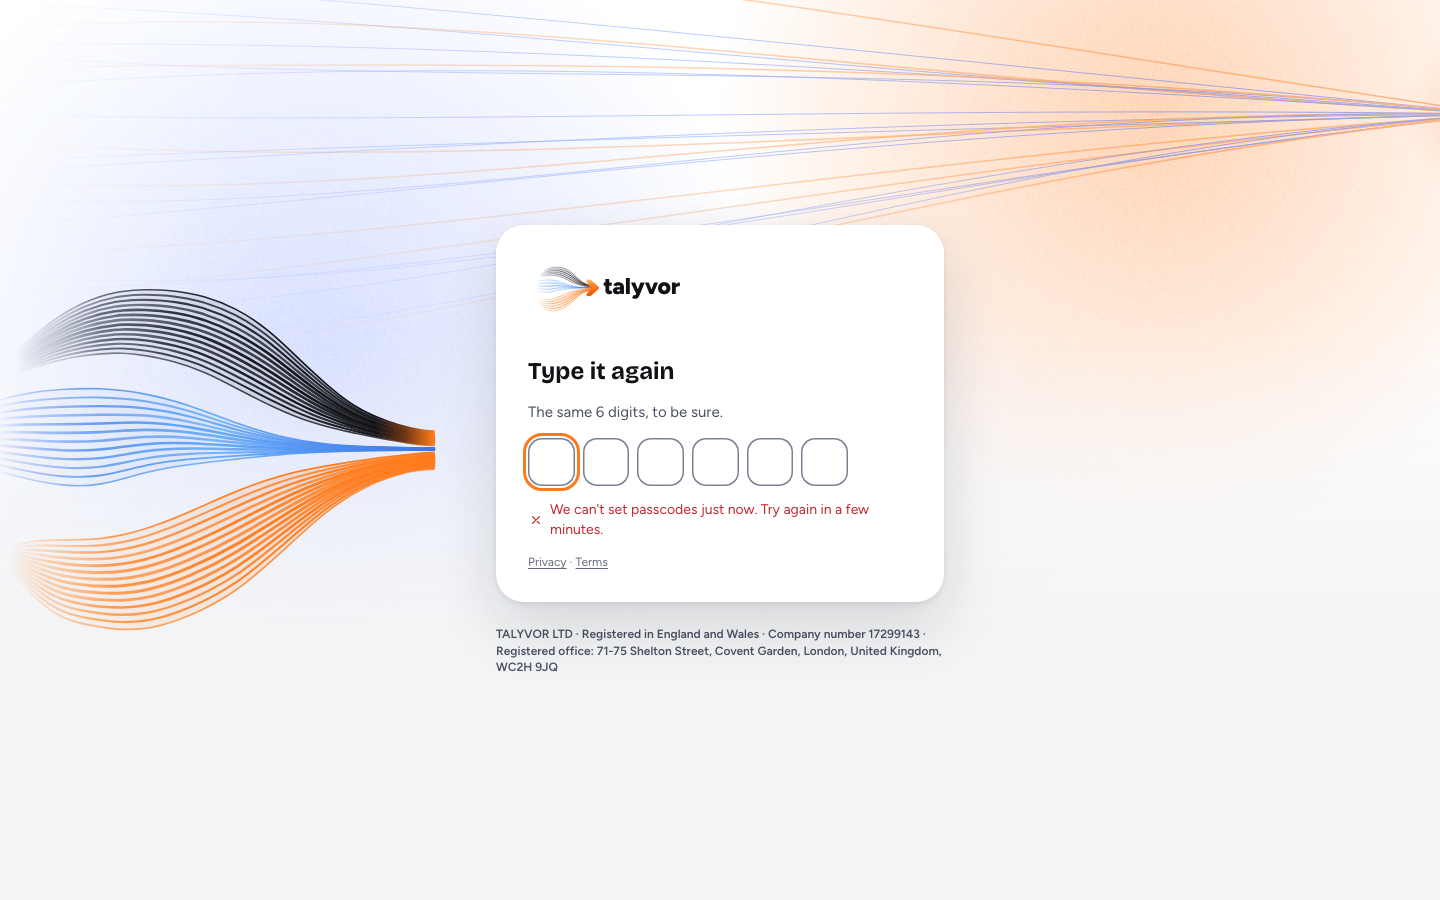 talyvor
Type it again
The same 6 digits, to be sure.
We can't set passcodes just now. Try again in a few
minutes.
Privacy · Terms
TALYVOR LTD · Registered in England and Wales · Company number 17299143 ·
Registered office: 71-75 Shelton Street, Covent Garden, London, United Kingdom,
WC2H 9JQ